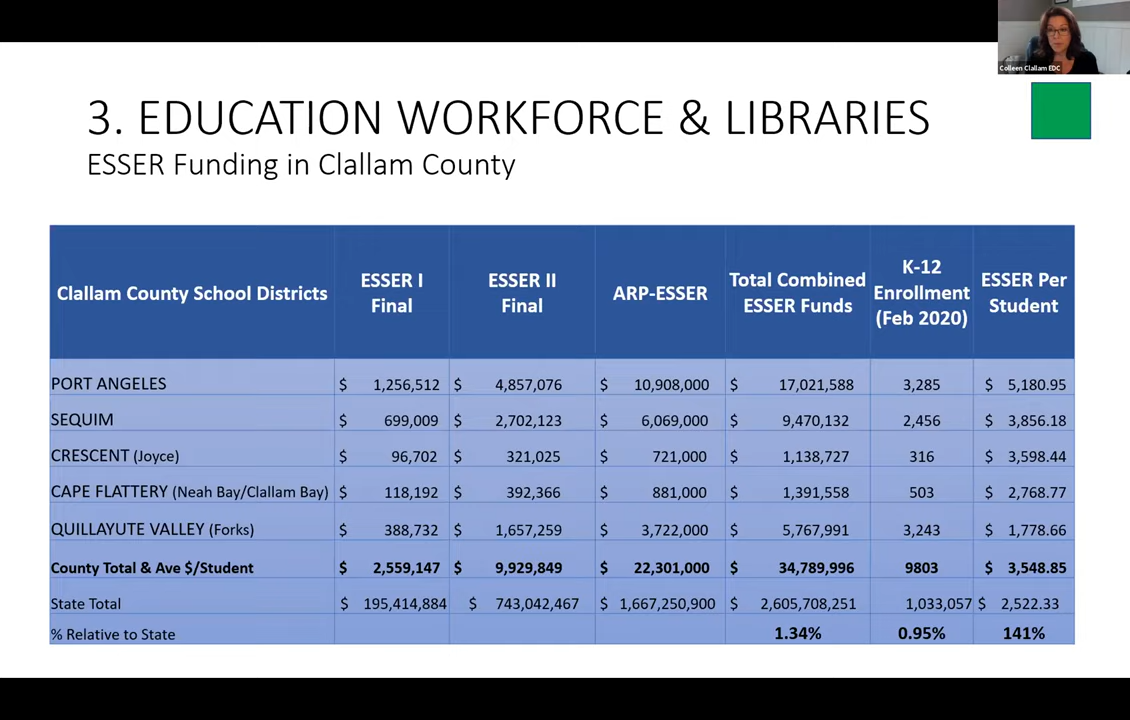 Colleen Clallam EDC
3. EDUCATION WORKFORCE & LIBRARIES
ESSER Funding in Clallam County
Clallam County School Districts ESSER I Final ESSER II Final ARP-ESSER Total Combined ESSER Funds K-12 Enrollment (Feb 2020) ESSER Per Student
PORT ANGELES $ 1,256,512 $ 4,857,076 $ 10,908,000 $ 17,021,588 3,285 $ 5,180.95
SEQUIM $ 699,009 $ 2,702,123 $ 6,069,000 $ 9,470,132 2,456 $ 3,856.18
CRESCENT (Joyce) $ 96,702 $ 321,025 $ 721,000 $ 1,138,727 316 $ 3,598.44
CAPE FLATTERY (Neah Bay/Clallam Bay) $ 118,192 $ 392,366 $ 881,000 $ 1,391,558 503 $ 2,768.77
QUILLAYUTE VALLEY (Forks) $ 388,732 $ 1,657,259 $ 3,722,000 $ 5,767,991 3,243 $ 1,778.66
County Total & Ave $/Student $ 2,559,147 $ 9,929,849 $ 22,301,000 $ 34,789,996 9803 $ 3,548.85
State Total $ 195,414,884 $ 743,042,467 $ 1,667,250,900 $ 2,605,708,251 1,033,057 $ 2,522.33
% Relative to State 1.34% 0.95% 141%